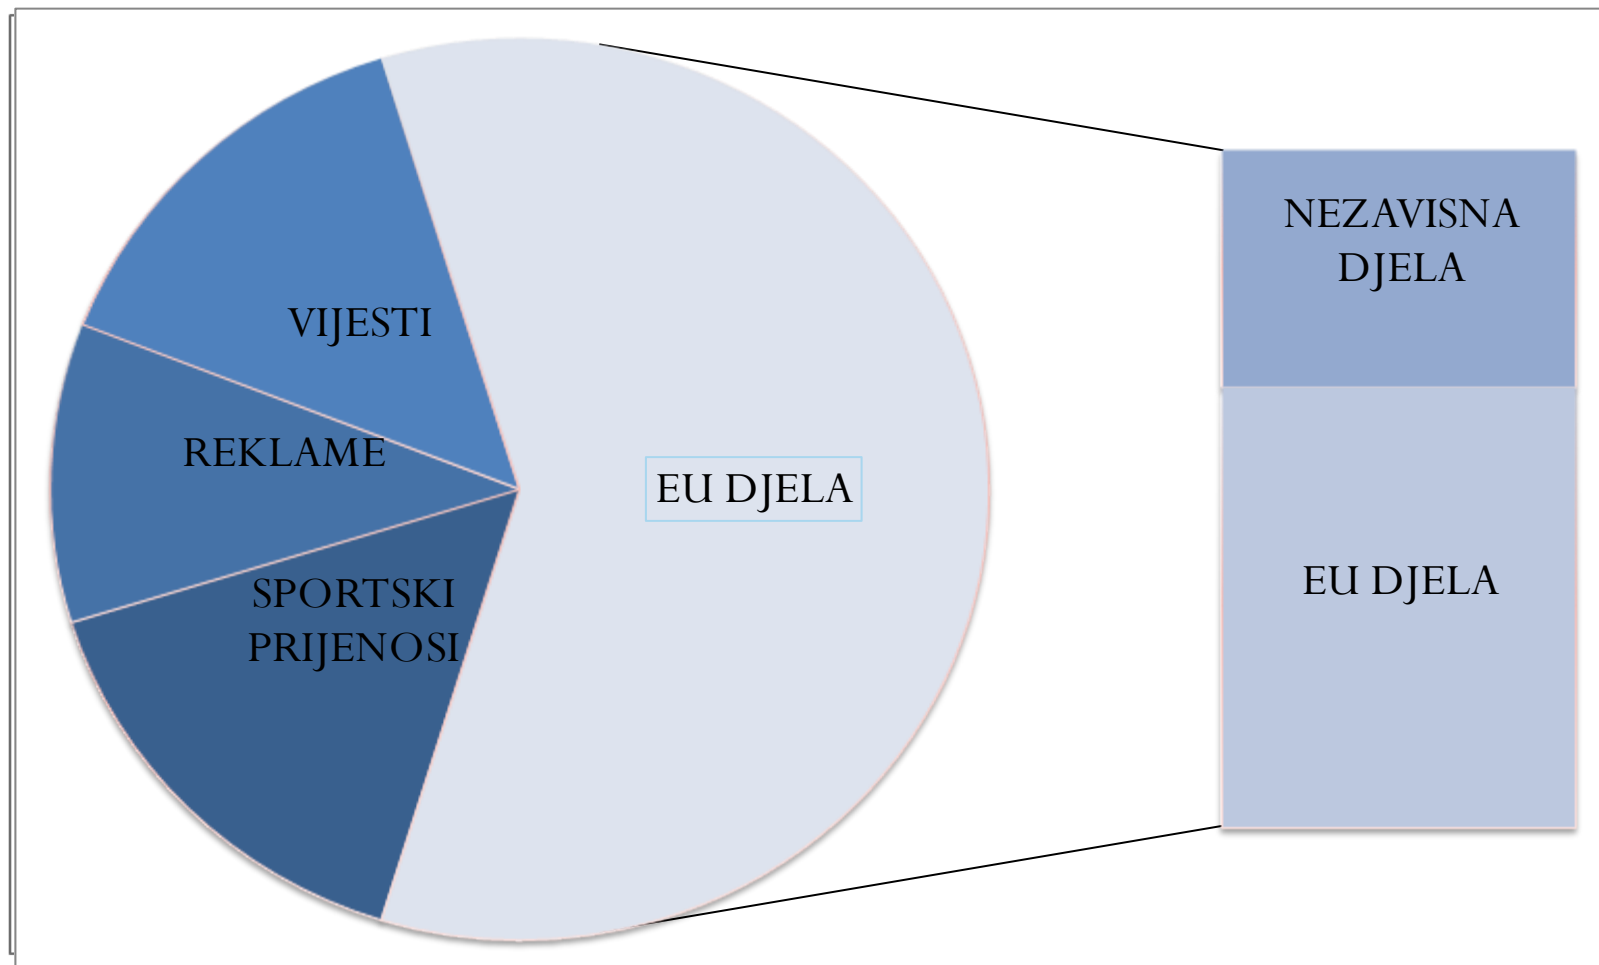 VIJESTI
REKLAME
SPORTSKI
PRIJENOSI
EU DJELA
NEZAVISNA
DJELA
EU DJELA